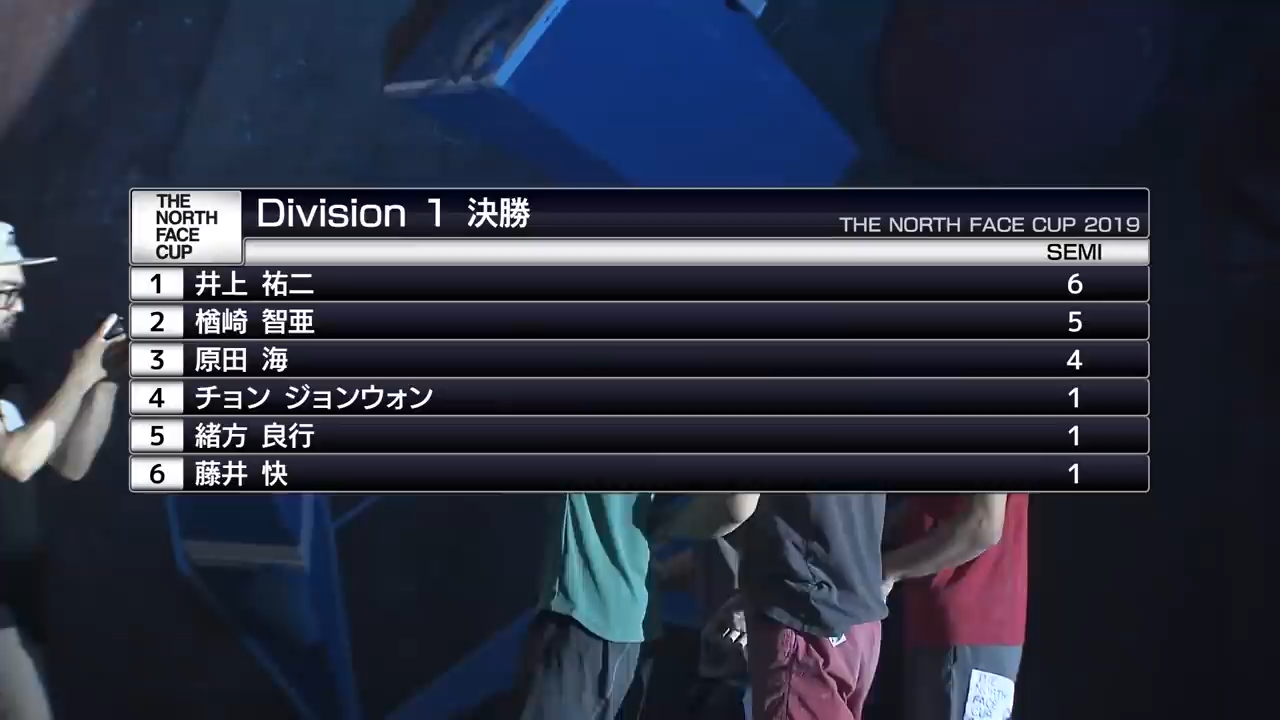 THE
NORTH
FACE
CUP
Division 1 決勝
THE NORTH FACE CUP 2019
SEMI
1 井上 祐二 6
2 楢崎 智亜 5
3 原田 海 4
4 チョン ジョンウォン 1
5 緒方 良行 1
6 藤井 快 1